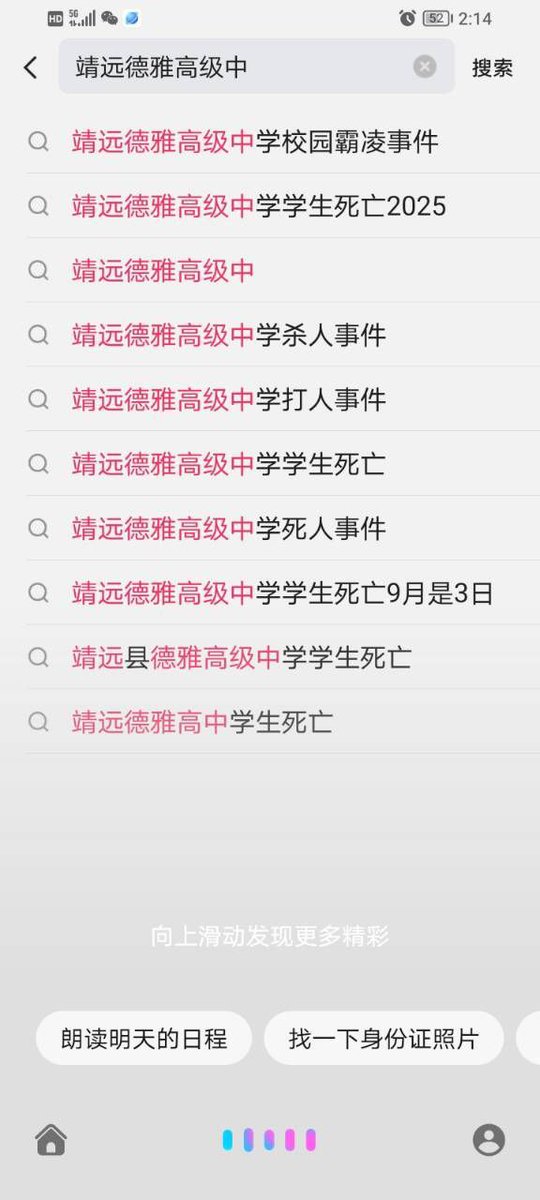 HD 5G 52 2:14
靖远德雅高级中 搜索
靖远德雅高级中学校园霸凌事件
靖远德雅高级中学学生死亡2025
靖远德雅高级中
靖远德雅高级中学杀人事件
靖远德雅高级中学打人事件
靖远德雅高级中学学生死亡
靖远德雅高级中学死人事件
靖远德雅高级中学学生死亡9月是3日
靖远县德雅高级中学学生死亡
靖远德雅高中学生死亡
向上滑动发现更多精彩
朗读明天的日程 找一下身份证照片